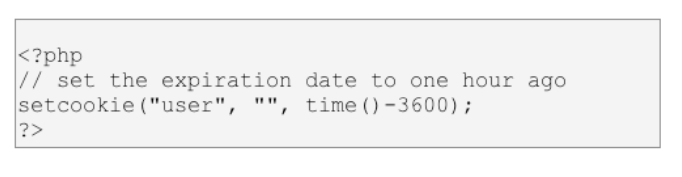 <?php
// set the expiration date to one hour ago
setcookie("user", "", time()-3600);
?>